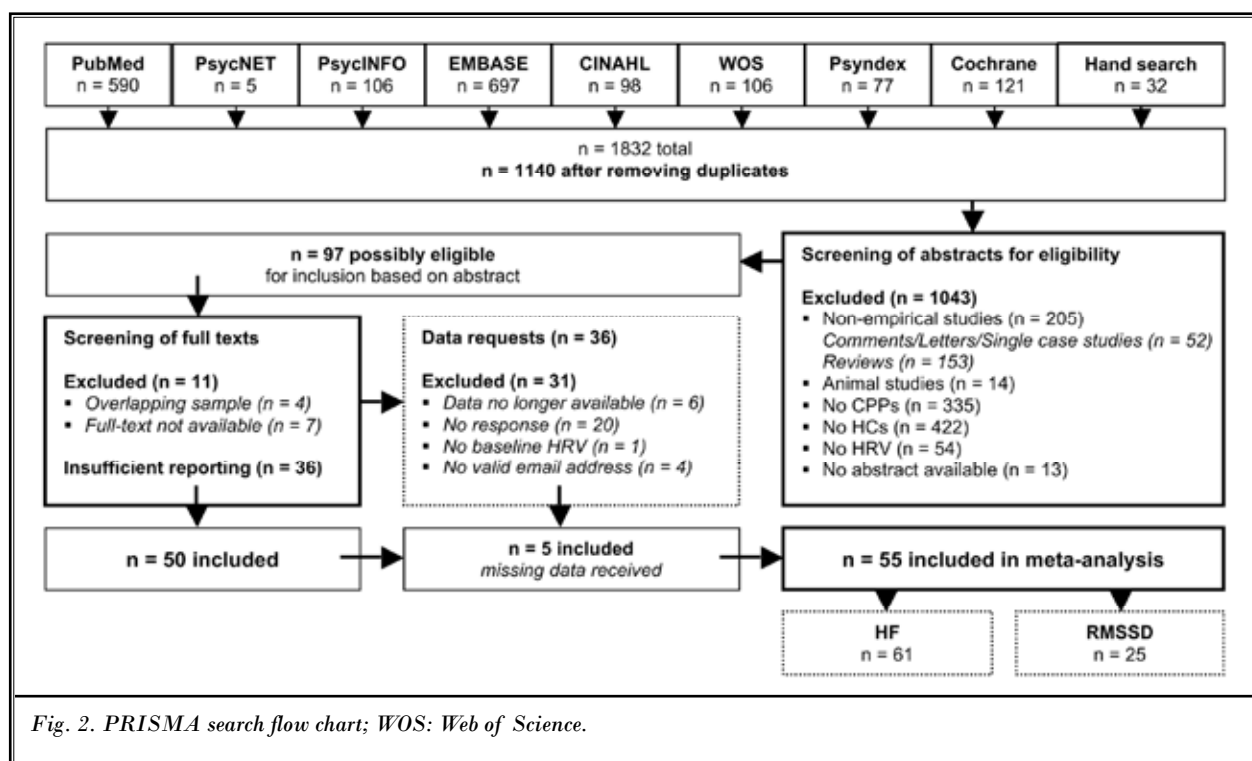 PubMed
n = 590
PsycNET
n = 5
PsycINFO
n = 106
EMBASE
n = 697
CINAHL
n = 98
WOS
n = 106
Psyndex
n = 77
Cochrane
n = 121
Hand search
n = 32
n = 1832 total
n = 1140 after removing duplicates
n = 97 possibly eligible
for inclusion based on abstract
Screening of abstracts for eligibility
Excluded (n = 1043)
▪ Non-empirical studies (n = 205)
Comments/Letters/Single case studies (n = 52)
Reviews (n = 153)
▪ Animal studies (n = 14)
▪ No CPPs (n = 335)
▪ No HCs (n = 422)
▪ No HRV (n = 54)
▪ No abstract available (n = 13)
Screening of full texts
Excluded (n = 11)
▪ Overlapping sample (n = 4)
▪ Full-text not available (n = 7)
Insufficient reporting (n = 36)
Data requests (n = 36)
Excluded (n = 31)
▪ Data no longer available (n = 6)
▪ No response (n = 20)
▪ No baseline HRV (n = 1)
▪ No valid email address (n = 4)
n = 50 included
n = 5 included
missing data received
n = 55 included in meta-analysis
HF
n = 61
RMSSD
n = 25
Fig. 2. PRISMA search flow chart; WOS: Web of Science.